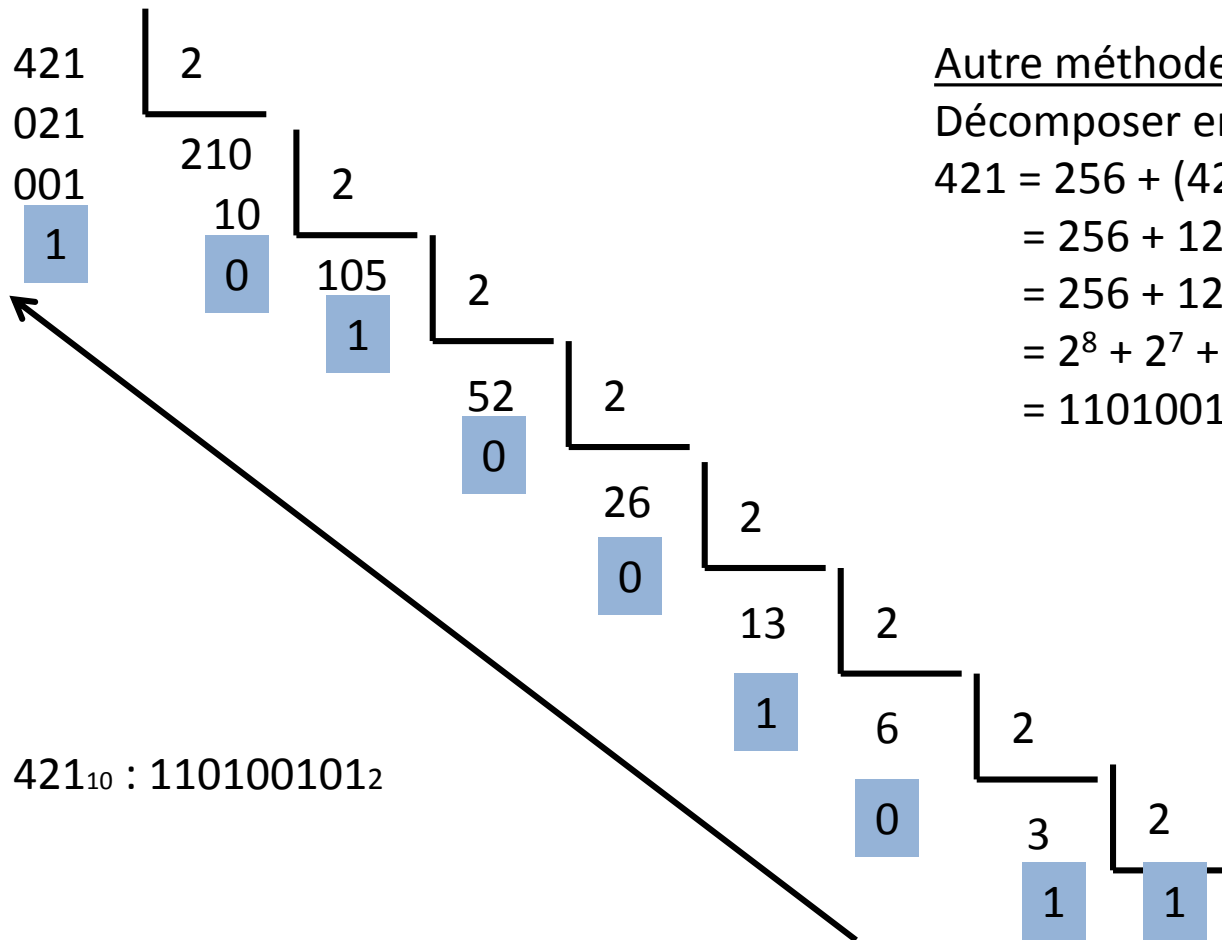 421 2
021
210
001 2
10
1 0 105 2
1
52 2
0
26 2
0
13 2
1 6 2
0 3 2
1 1
421₁₀ : 110100101₂
Autre méthode
Décomposer
421 = 256 + (42
= 256 + 12
= 256 + 12
= 2⁸ + 2⁷ +
= 1101001